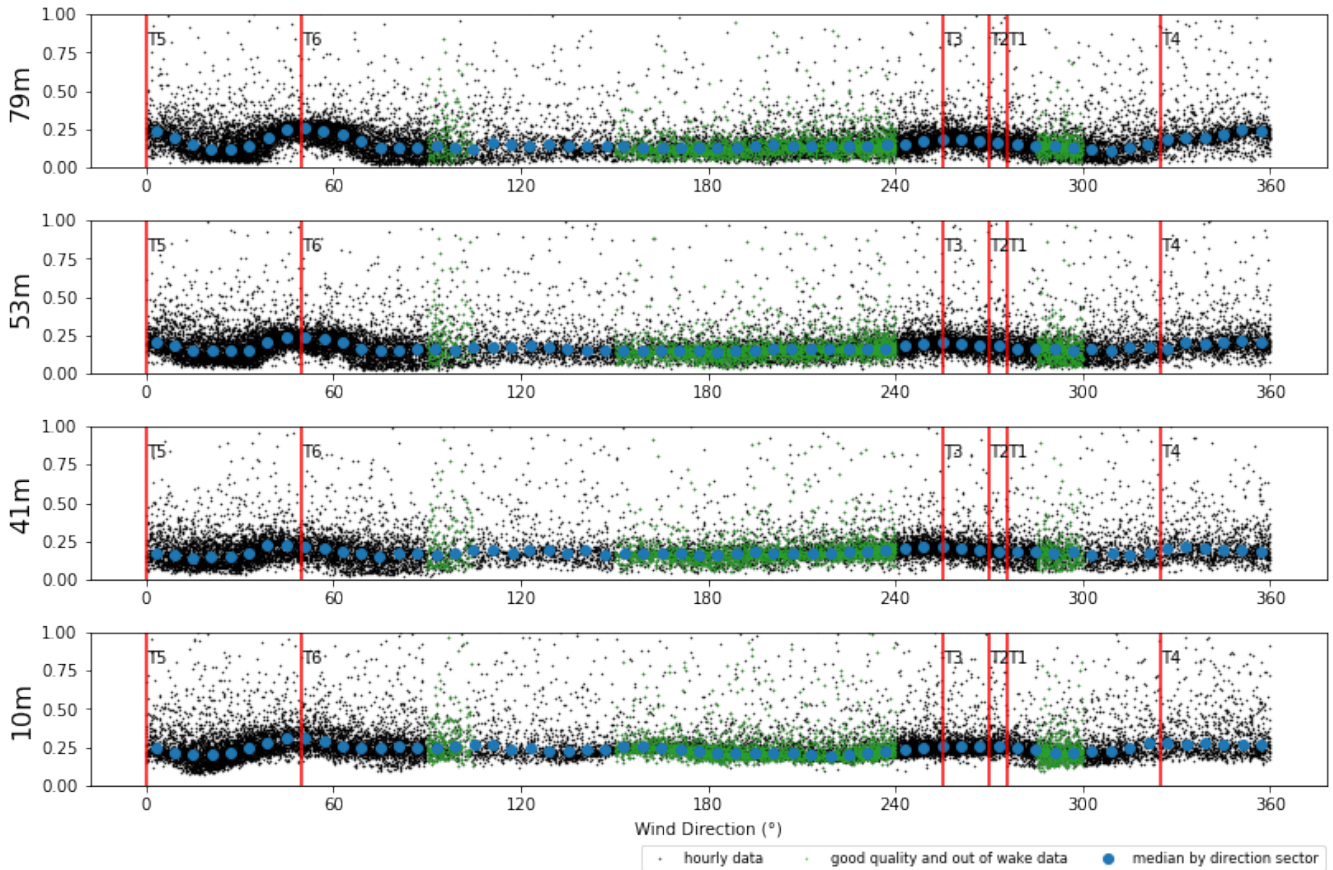 1.00
T5 T6 T3 T2 T1 T4
0.75
79m
0.50
0.25
0.00
0 60 120 180 240 300 360
1.00
T5 T6 T3 T2 T1 T4
0.75
53m
0.50
0.25
0.00
0 60 120 180 240 300 360
1.00
T5 T6 T3 T2 T1 T4
0.75
41m
0.50
0.25
0.00
0 60 120 180 240 300 360
1.00
T5 T6 T3 T2 T1 T4
0.75
10m
0.50
0.25
0.00
0 60 120 180 240 300 360
Wind Direction (°)
hourly data good quality and out of wake data median by direction sector